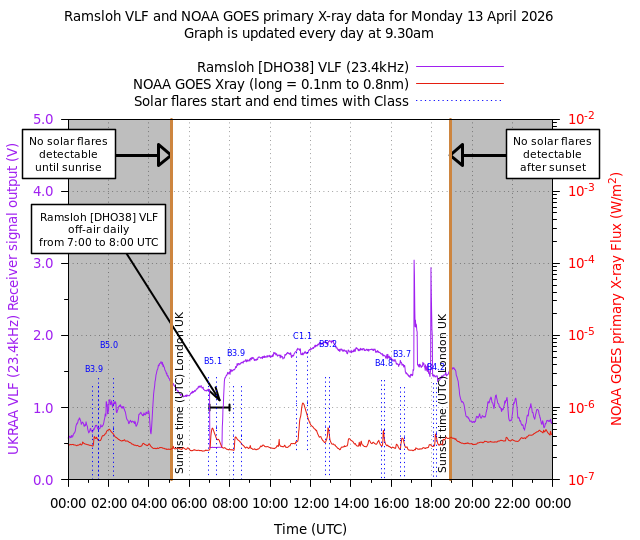 Ramsloh VLF and NOAA GOES primary X-ray data for Monday 13 April 2026
Graph is updated every day at 9.30am
Ramsloh [DHO38] VLF (23.4kHz)
NOAA GOES Xray (long = 0.1nm to 0.8nm)
Solar flares start and end times with Class
5.0
4.0
3.0
2.0
1.0
0.0
UKRAA VLF (23.4kHz) Receiver signal output (V)
No solar flares
detectable
until sunrise
No solar flares
detectable
after sunset
Ramsloh [DHO38] VLF
off-air daily
from 7:00 to 8:00 UTC
B3.9
B5.0
B5.1
B3.9
C1.1
B4.8
B3.7
Sunrise time (UTC) London UK
Sunset time (UTC) London UK
10-2
10-3
10-4
10-5
10-6
10-7
NOAA GOES primary X-ray Flux (W/m2)
00:00 02:00 04:00 06:00 08:00 10:00 12:00 14:00 16:00 18:00 20:00 22:00 00:00
Time (UTC)